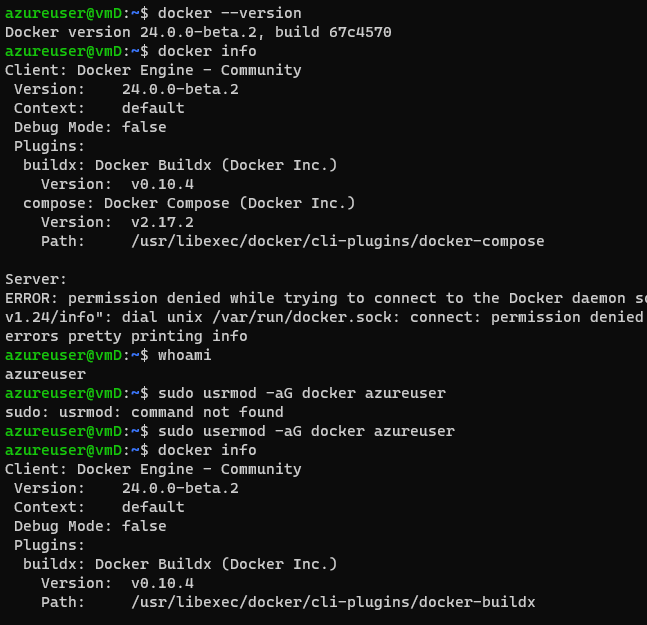 azureuser@vmD:~$ docker --version
Docker version 24.0.0-beta.2, build 67c4570
azureuser@vmD:~$ docker info
Client: Docker Engine - Community
 Version:    24.0.0-beta.2
 Context:    default
 Debug Mode: false
 Plugins:
  buildx: Docker Buildx (Docker Inc.)
    Version:  v0.10.4
  compose: Docker Compose (Docker Inc.)
    Version:  v2.17.2
    Path:     /usr/libexec/docker/cli-plugins/docker-compose

Server:
ERROR: permission denied while trying to connect to the Docker daemon
v1.24/info": dial unix /var/run/docker.sock: connect: permission denied
errors pretty printing info
azureuser@vmD:~$ whoami
azureuser
azureuser@vmD:~$ sudo usrmod -aG docker azureuser
sudo: usrmod: command not found
azureuser@vmD:~$ sudo usermod -aG docker azureuser
azureuser@vmD:~$ docker info
Client: Docker Engine - Community
 Version:    24.0.0-beta.2
 Context:    default
 Debug Mode: false
 Plugins:
  buildx: Docker Buildx (Docker Inc.)
    Version:  v0.10.4
    Path:     /usr/libexec/docker/cli-plugins/docker-buildx